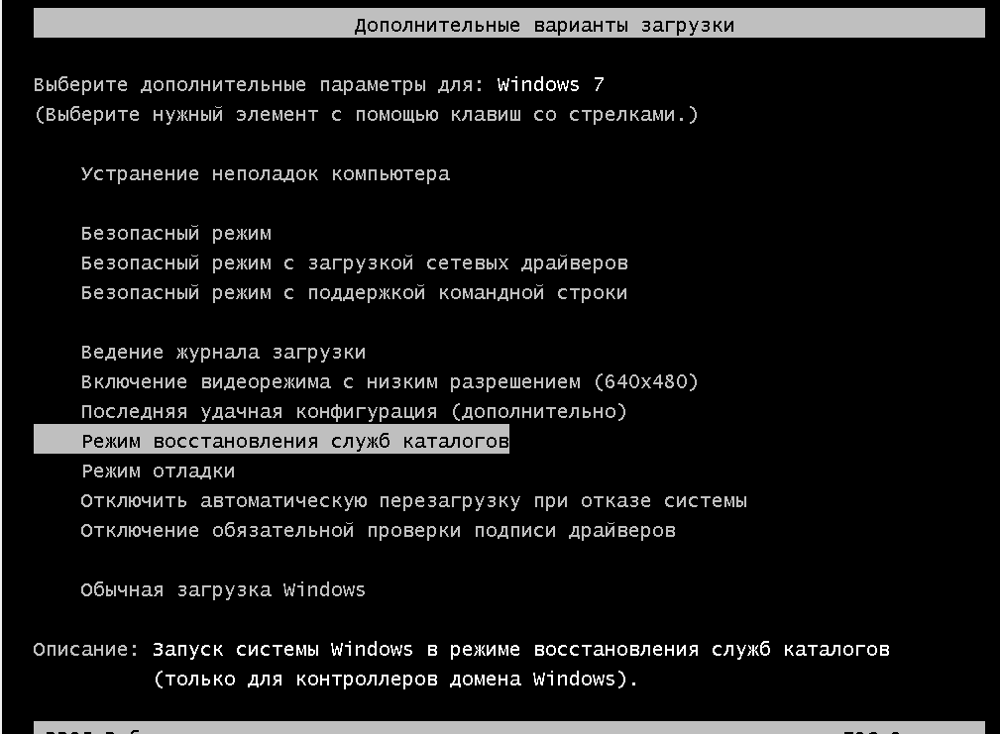 Дополнительные варианты загрузки
Выберите дополнительные параметры для: Windows 7
(Выберите нужный элемент с помощью клавиш со стрелками.)
Устранение неполадок компьютера
Безопасный режим
Безопасный режим с загрузкой сетевых драйверов
Безопасный режим с поддержкой командной строки
Ведение журнала загрузки
Включение видеорежима с низким разрешением (640x480)
Последняя удачная конфигурация (дополнительно)
Режим восстановления служб каталогов
Режим отладки
Отключить автоматическую перезагрузку при отказе системы
Отключение обязательной проверки подписи драйверов
Обычная загрузка Windows
Описание: Запуск системы Windows в режиме восстановления служб каталогов
(только для контроллеров домена Windows).